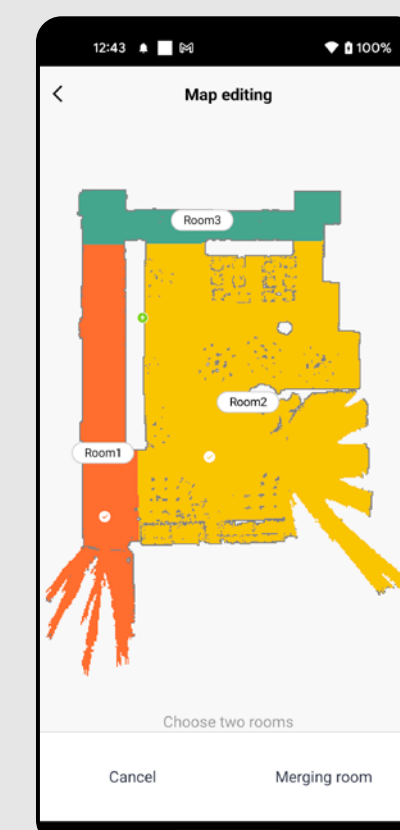 12:43 100%
Map editing
Room3
Room2
Room1
Choose two rooms
Cancel Merging room